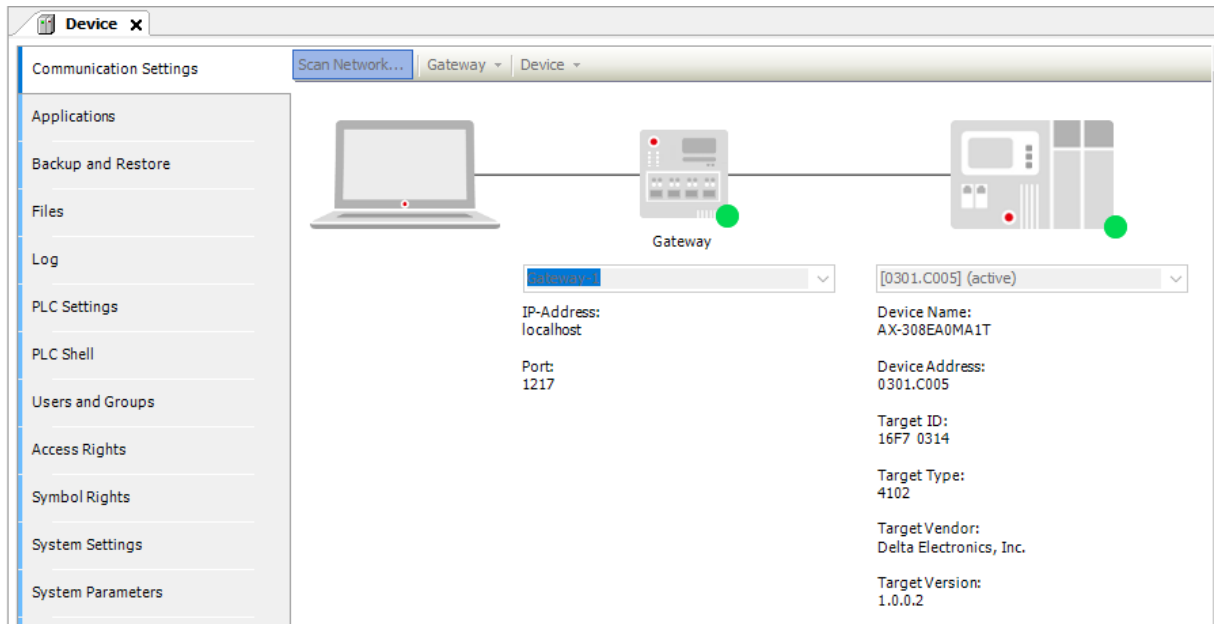 Device
Communication Settings
Applications
Backup and Restore
Files
Log
PLC Settings
PLC Shell
Users and Groups
Access Rights
Symbol Rights
System Settings
System Parameters
Scan Network... Gateway Device
Gateway
Gateway-1
IP-Address:
localhost
Port:
1217
[0301.C005] (active)
Device Name:
AX-308EA0MA1T
Device Address:
0301.C005
Target ID:
16F7 0314
Target Type:
4102
Target Vendor:
Delta Electronics, Inc.
Target Version:
1.0.0.2